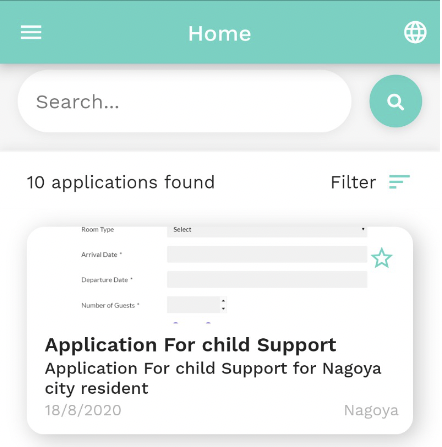 Home
Search...
10 applications found
Filter
Room Type
Select
Arrival Date *
Departure Date *
Number of Guests *
Application For child Support
Application For child Support for Nagoya
city resident
18/8/2020
Nagoya